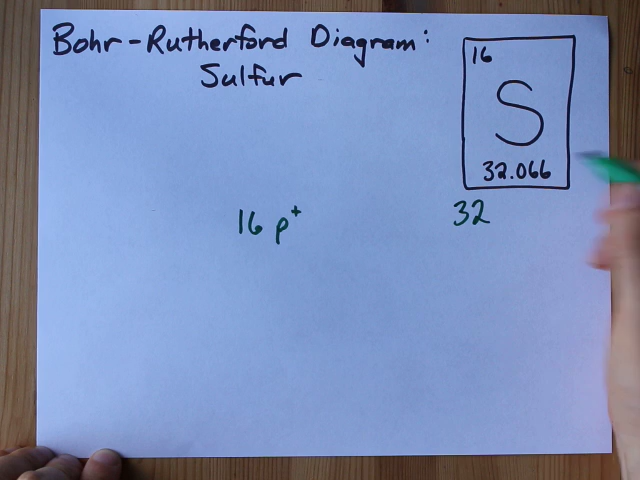 Bohr-Rutherford Diagram:
Sulfur
16
S
32.066
16 p⁺
32